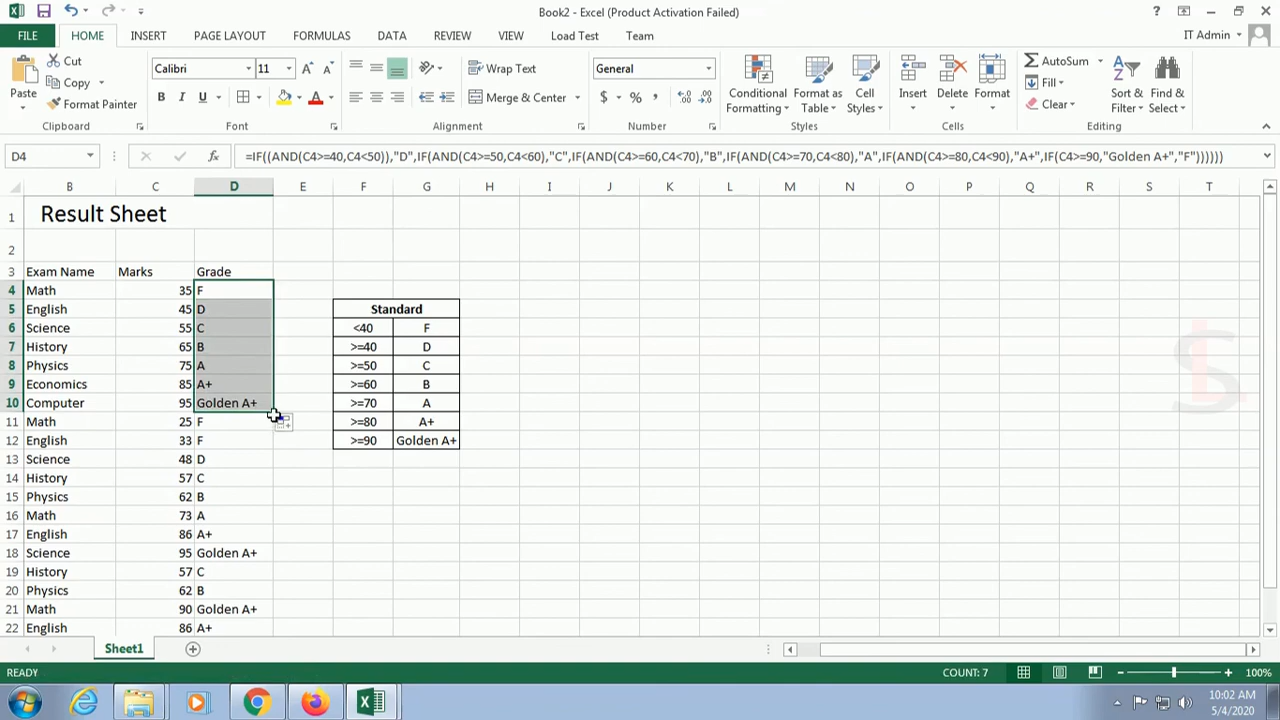 Book2 - Excel (Product Activation Failed)
?
FILE HOME INSERT PAGE LAYOUT FORMULAS DATA REVIEW VIEW Load Test Team IT Admin
Paste
Cut
Copy
Format Painter
Clipboard
Calibri 11
B I U
Font
Wrap Text
Merge & Center
Alignment
General
$ % ,
Number
Conditional Formatting
Format as Table
Cell Styles
Styles
Insert Delete Format
Cells
AutoSum
Fill
Clear
Sort & Filter
Find & Select
Editing
D4 fx =IF((AND(C4>=40,C4<50)),"D",IF(AND(C4>=50,C4<60),"C",IF(AND(C4>=60,C4<70),"B",IF(AND(C4>=70,C4<80),"A",IF(AND(C4>=80,C4<90),"A+",IF(C4>=90,"Golden A+","F"))))))
B C D E F G H I J K L M N O P Q R S T
1 Result Sheet
2
3 Exam Name Marks Grade
4 Math 35 F
5 English 45 D Standard
6 Science 55 C <40 F
7 History 65 B >=40 D
8 Physics 75 A >=50 C
9 Economics 85 A+ >=60 B
10 Computer 95 Golden A+ >=70 A
11 Math 25 F >=80 A+
12 English 33 F >=90 Golden A+
13 Science 48 D
14 History 57 C
15 Physics 62 B
16 Math 73 A
17 English 86 A+
18 Science 95 Golden A+
19 History 57 C
20 Physics 62 B
21 Math 90 Golden A+
22 English 86 A+
Sheet1
READY COUNT: 7 100%
10:02 AM
5/4/2020